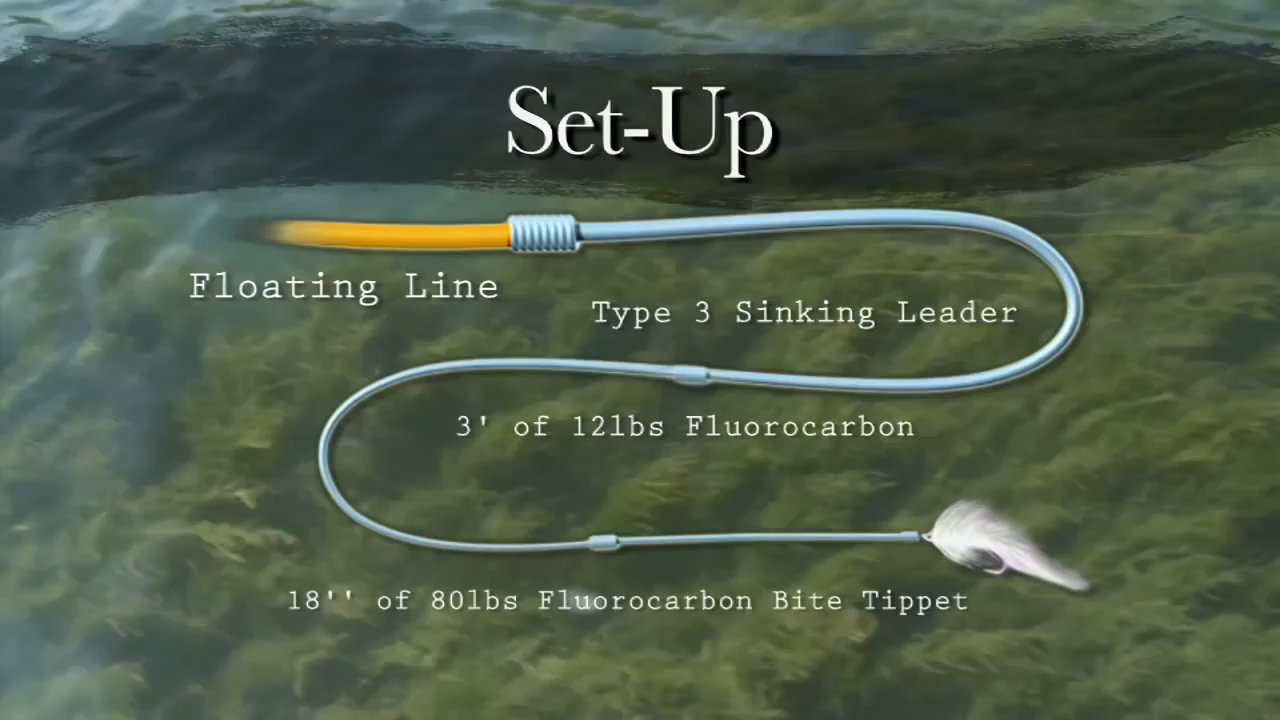 Set-Up
Floating Line
Type 3 Sinking Leader
3' of 12lbs Fluorocarbon
18'' of 80lbs Fluorocarbon Bite Tippet